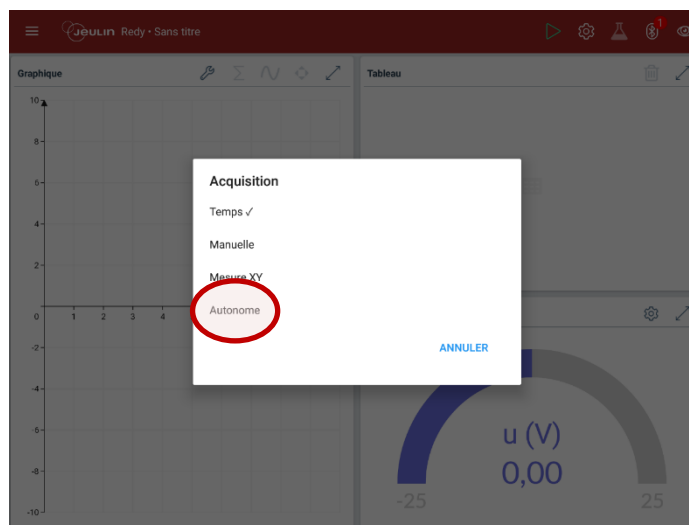 Jeulin Redy • Sans titre
1
Graphique
Tableau
10
8
6
4
2
0 1 2 3 4
-2
-4
-6
-8
-10
Acquisition
Temps ✓
Manuelle
Mesure XY
Autonome
ANNULER
u (V)
0,00
-25 25